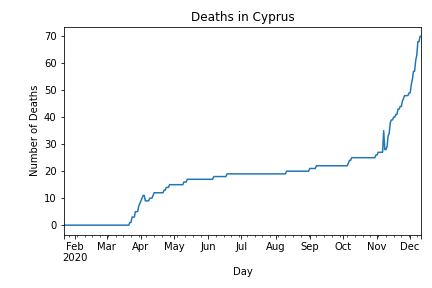 Deaths in Cyprus
Number of Deaths
70
60
50
40
30
20
10
0
Feb Mar Apr May Jun Jul Aug Sep Oct Nov Dec
2020
Day